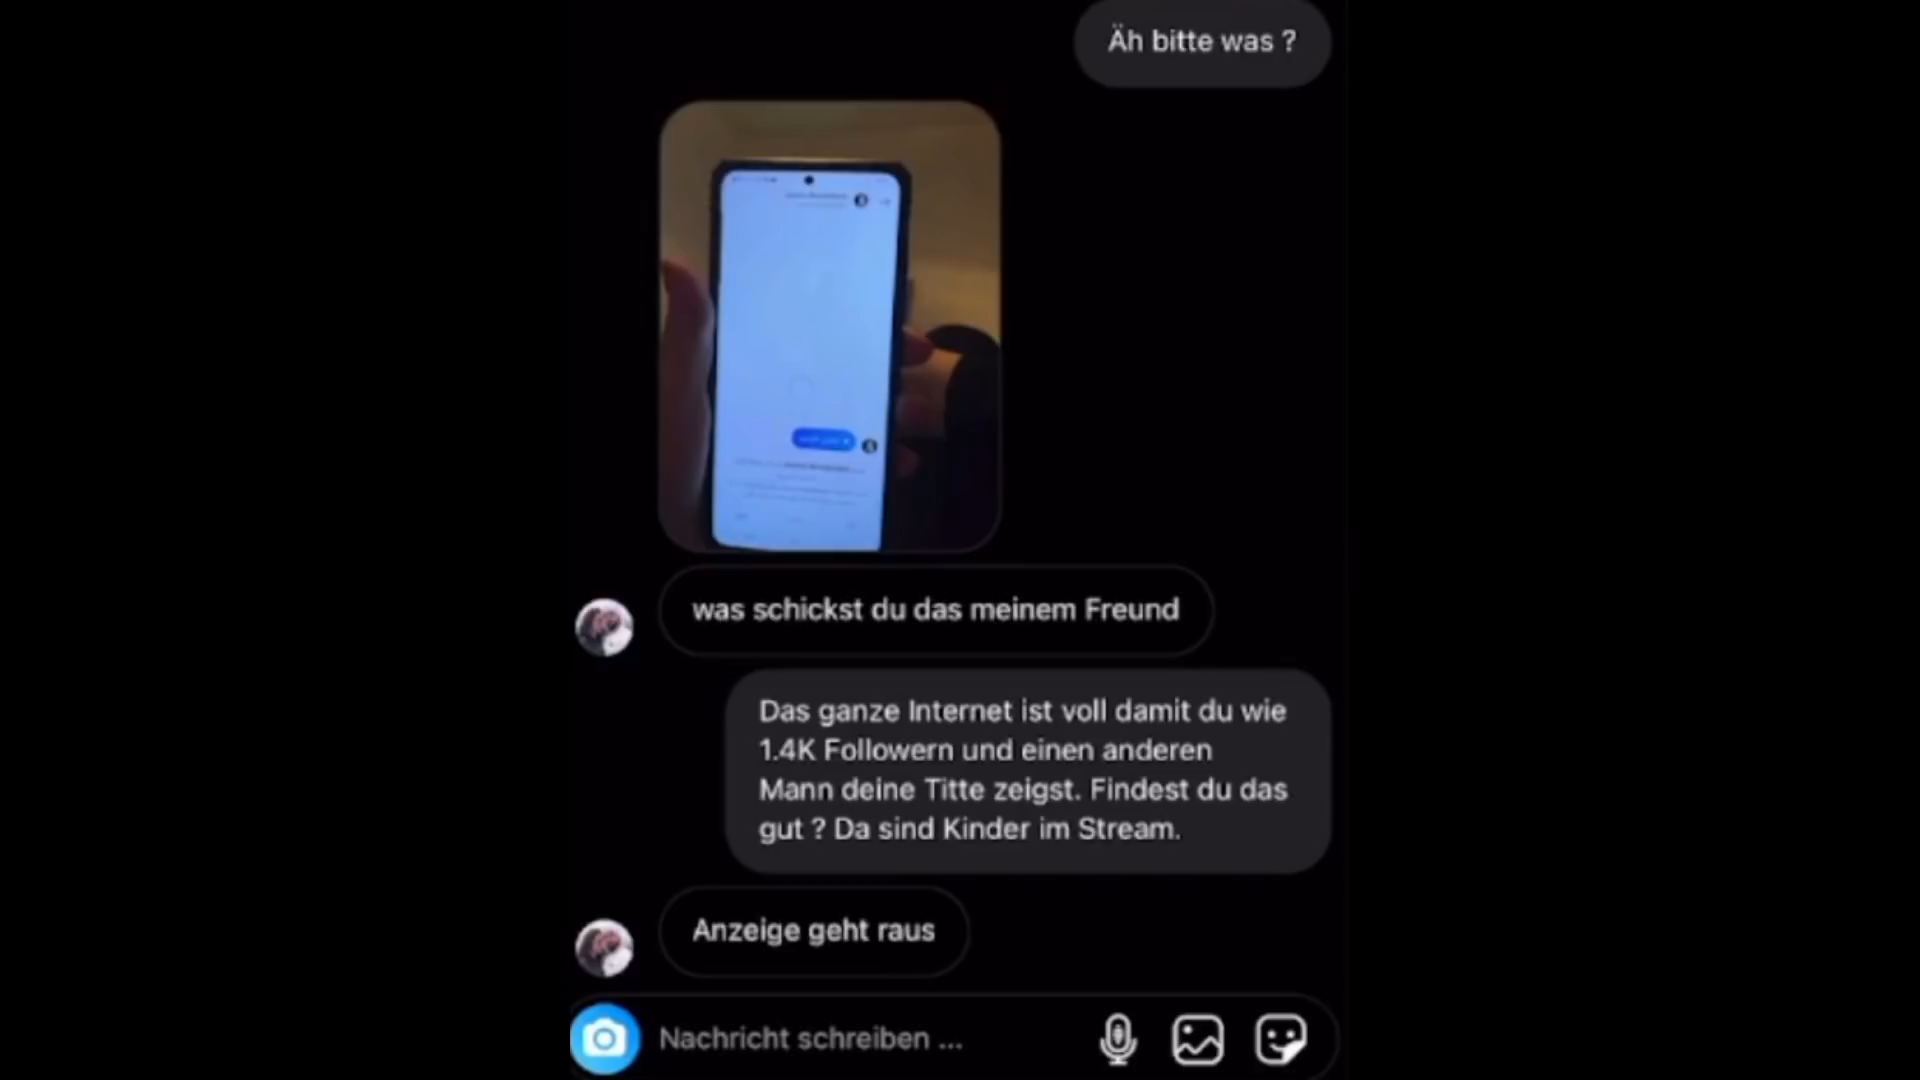 Äh bitte was ?
was schickst du das meinem Freund
Das ganze Internet ist voll damit du wie
1.4K Followern und einen anderen
Mann deine Titte zeigst. Findest du das
gut ? Da sind Kinder im Stream.
Anzeige geht raus
Nachricht schreiben ...